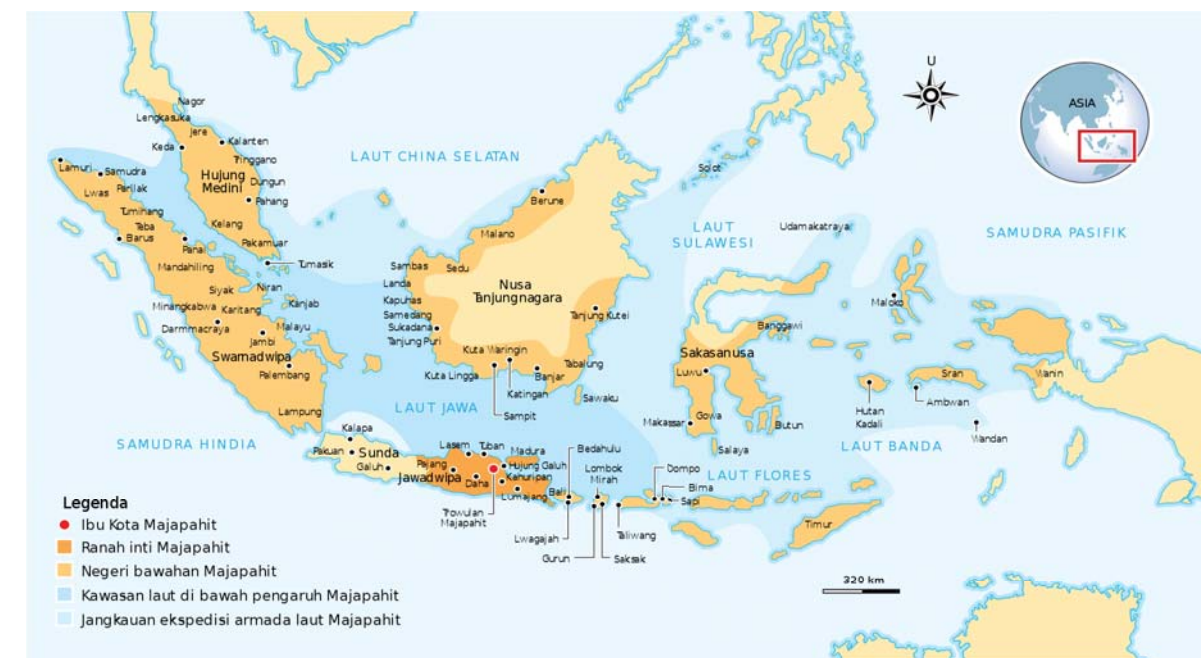 U
ASIA
Nagor
Lengkasuka
Jere
Kalanten
Keda
Tringgano
Hujung
Medini
Dungun
Pahang
Kelang
Pakamuar
Tumasik
Lamuri
Samudra
Lwas
Parilak
Tumihang
Teba
Barus
Panai
Mandahiling
Siyak
Niran
Kanjab
Minangkabwa
Karitang
Darmmacraya
Malayu
Jambi
Swarnadwipa
Palembang
Lampung
LAUT CHINA SELATAN
Berune
Malano
Sambas
Sedu
Landa
Kapuhas
Samedang
Sukadana
Tanjung Puri
Nusa
Tanjungnagara
Tanjung Kutei
Kuta Waringin
Tabalung
Kuta Lingga
Banjar
Katingan
Sampit
Sawaku
Solot
LAUT
SULAWESI
Udamakatraya
SAMUDRA PASIFIK
Maloko
Banggawi
Sakasanusa
Luwu
Makassar
Gowa
Butun
Salaya
Sran
Wanin
Hutan
Kadali
Ambwan
Wandan
LAUT BANDA
LAUT JAWA
SAMUDRA HINDIA
Kalapa
Pakuan
Sunda
Galuh
Lasem
Tuban
Madura
Pajang
Hujung Galuh
Jawadwipa
Daha
Kahuripan
Lumajang
Bali
Trowulan
Majapahit
Bedahulu
Lombok
Mirah
Dompo
Bima
Sapi
LAUT FLORES
Lwagajah
Gurun
Saksak
Taliwang
Timur
320 km
Legenda
Ibu Kota Majapahit
Ranah inti Majapahit
Negeri bawahan Majapahit
Kawasan laut di bawah pengaruh Majapahit
Jangkauan ekspedisi armada laut Majapahit